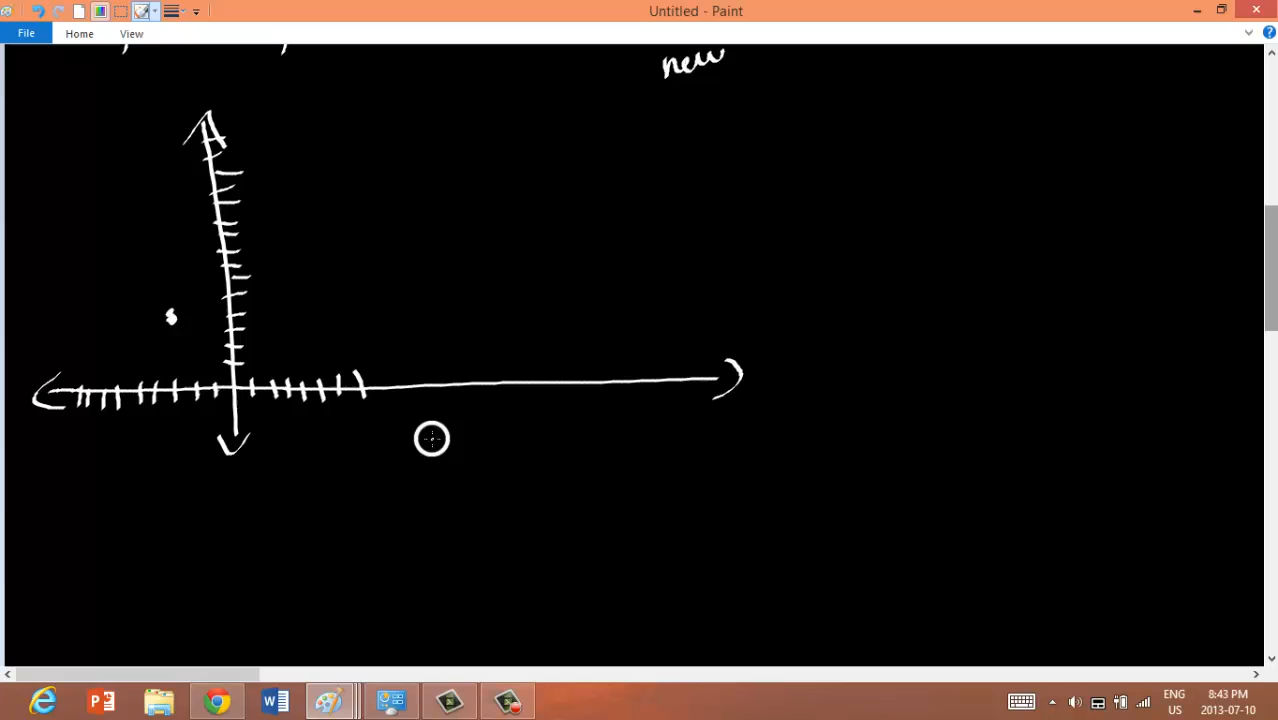 Untitled - Paint
File Home View
new
ENG 8:43 PM
US 2013-07-10